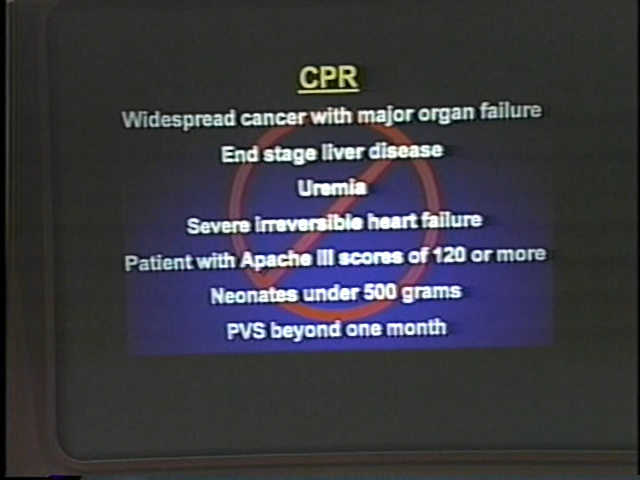 CPR
Widespread cancer with major organ failure
End stage liver disease
Uremia
Severe irreversible heart failure
Patient with Apache III scores of 120 or more
Neonates under 500 grams
PVS beyond one month